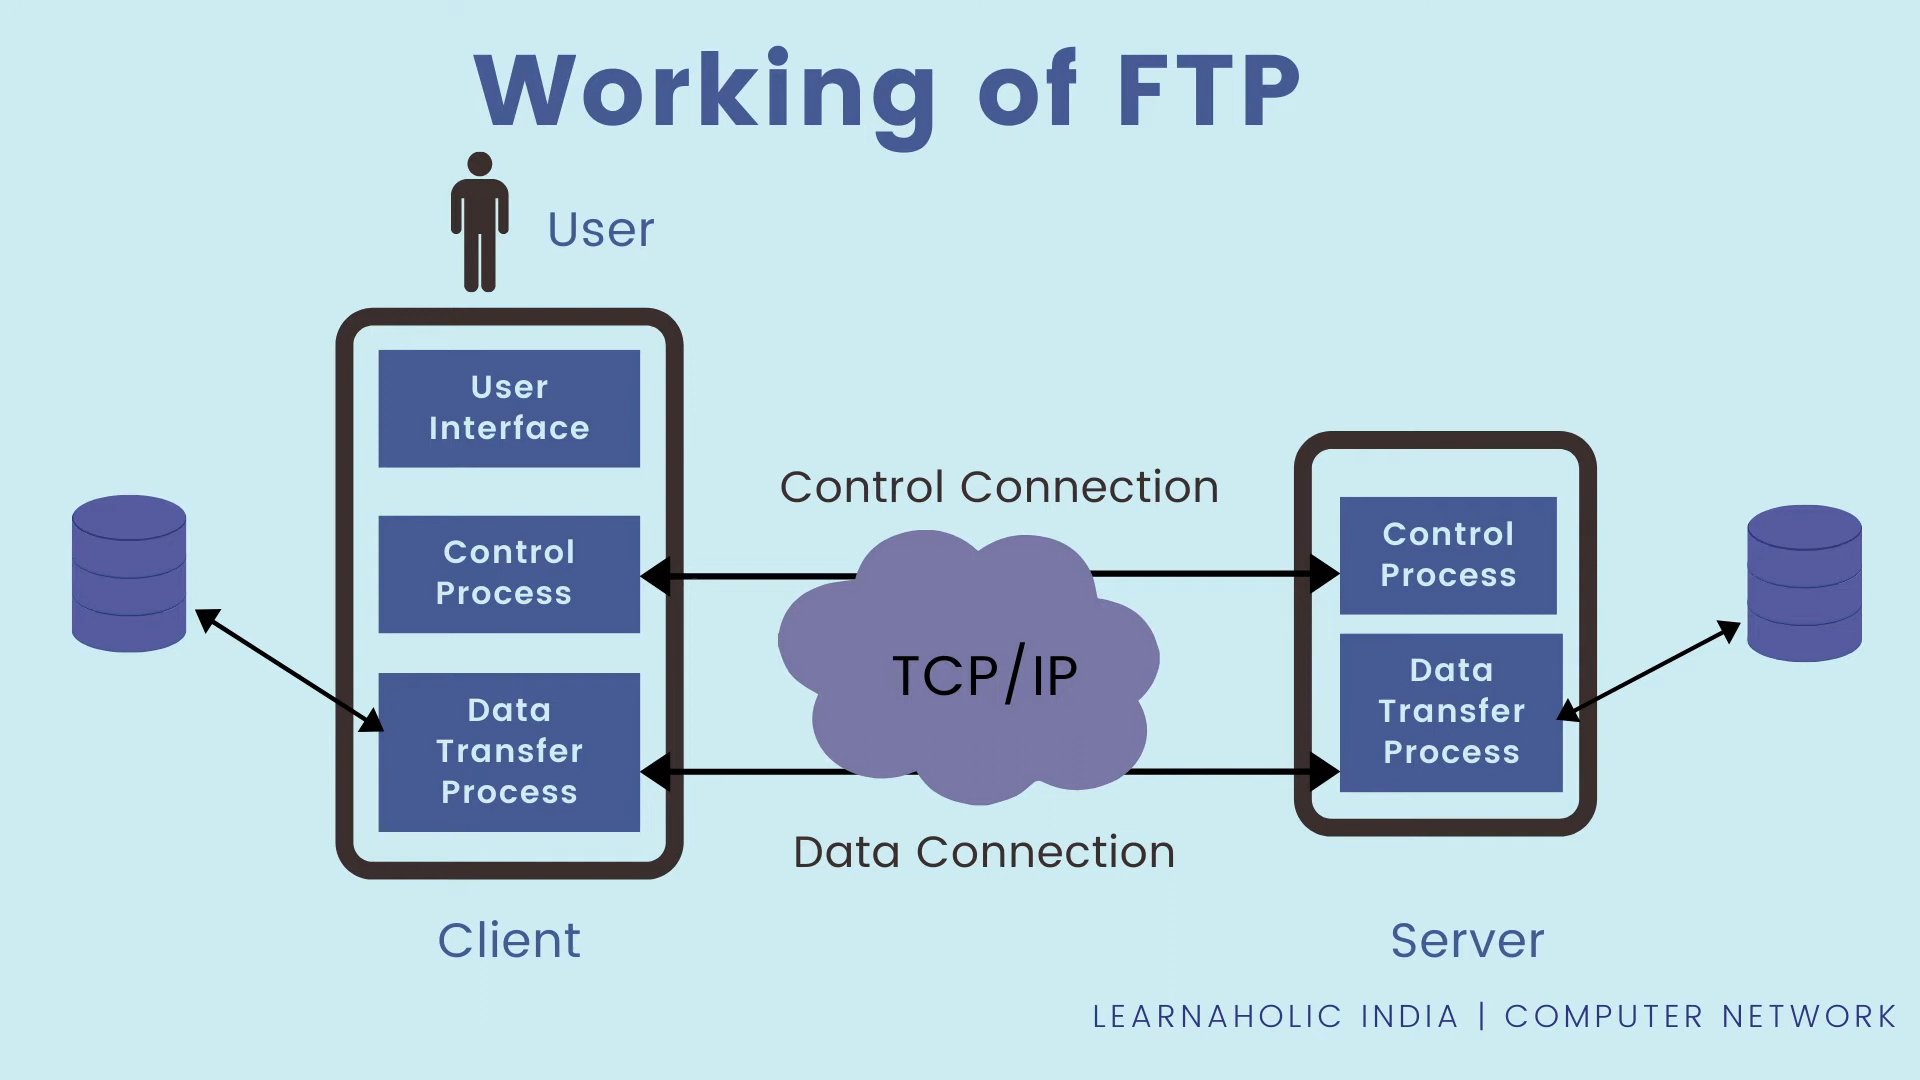 Working of FTP
User
User
Interface
Control
Process
Data
Transfer
Process
Control Connection
TCP/IP
Data Connection
Control
Process
Data
Transfer
Process
Client
Server
LEARNAHOLIC INDIA | COMPUTER NETWORK